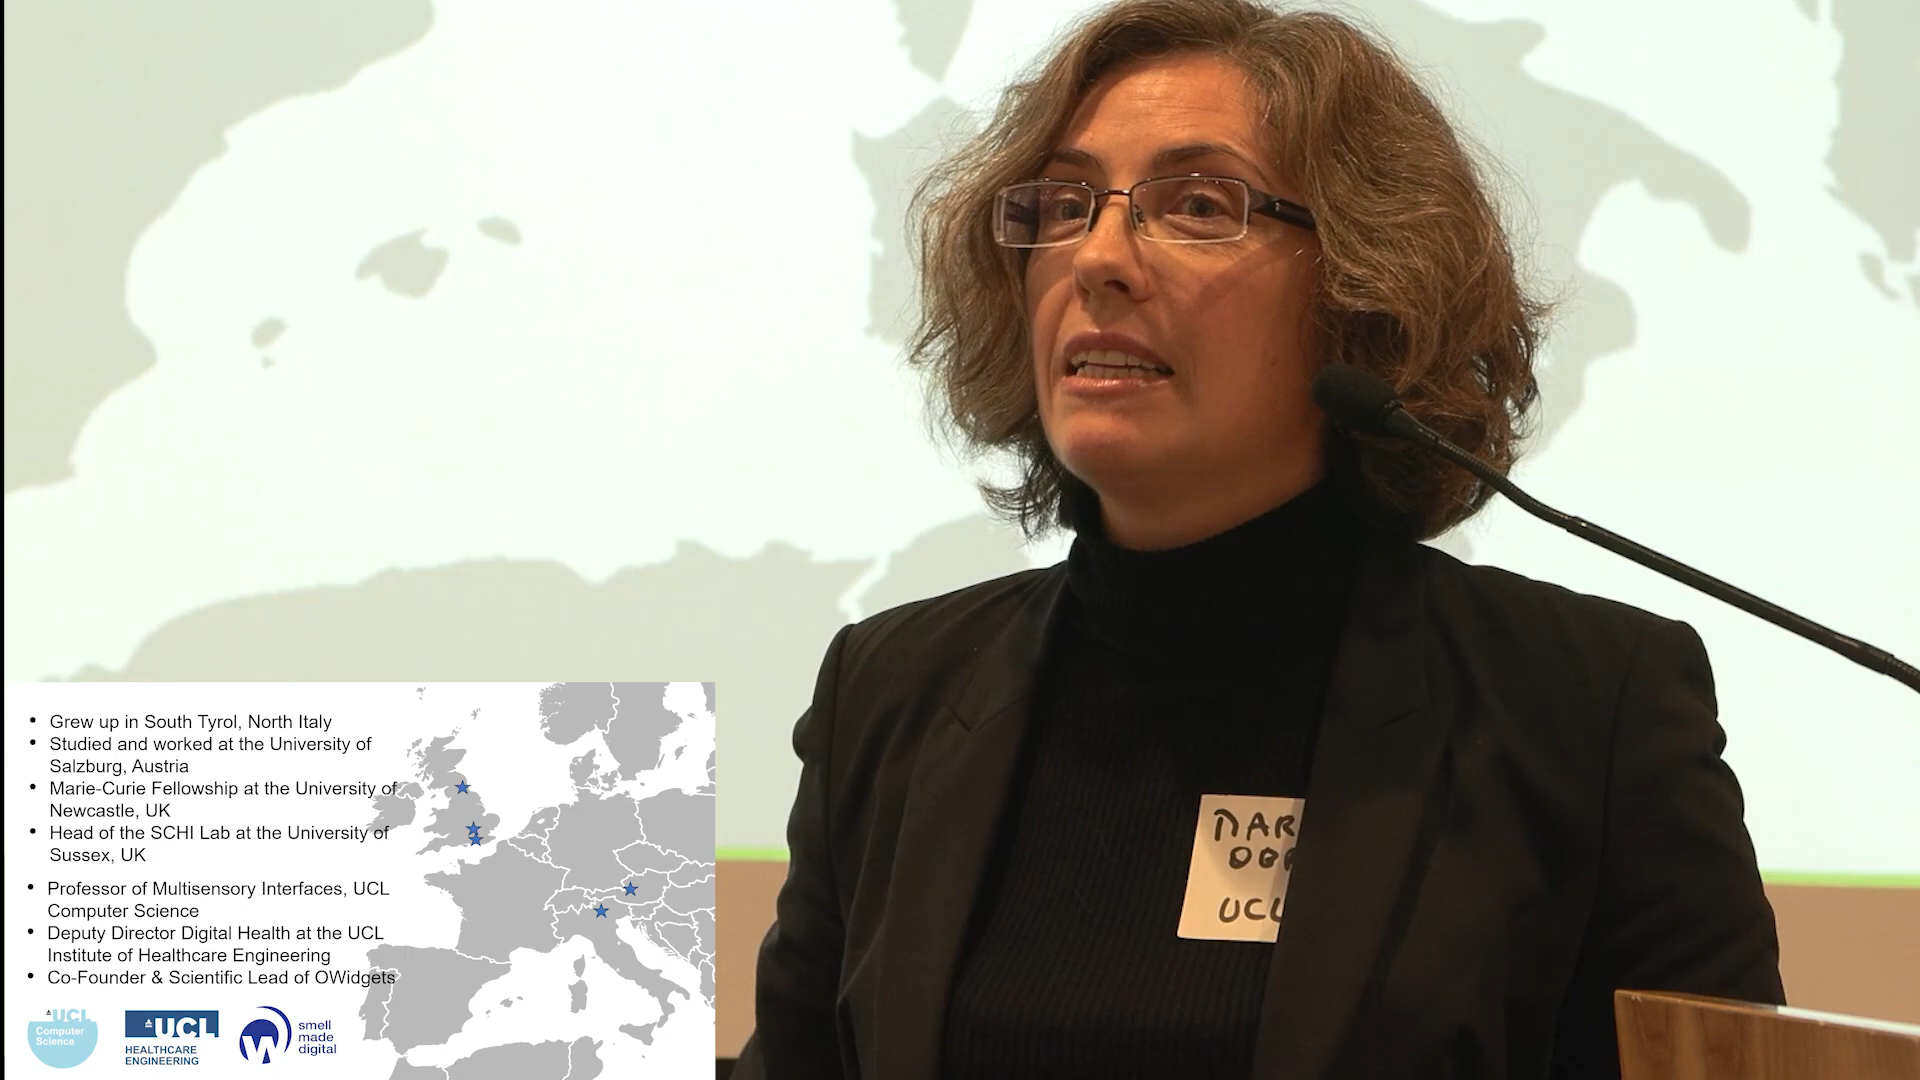 Grew up in South Tyrol, North Italy
Studied and worked at the University of
Salzburg, Austria
Marie-Curie Fellowship at the University of
Newcastle, UK
Head of the SCHI Lab at the University of
Sussex, UK
Professor of Multisensory Interfaces, UCL
Computer Science
Deputy Director Digital Health at the UCL
Institute of Healthcare Engineering
Co-Founder & Scientific Lead of OWidgets
UCL
Computer
Science
UCL
HEALTHCARE
ENGINEERING
smell
made
digital
UCL